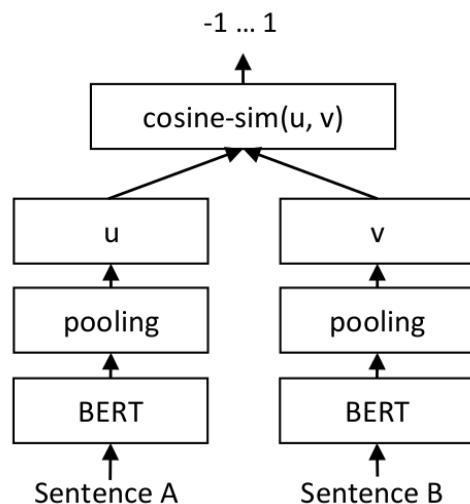 -1 … 1
cosine-sim(u, v)
u
v
pooling
pooling
BERT
BERT
Sentence A
Sentence B